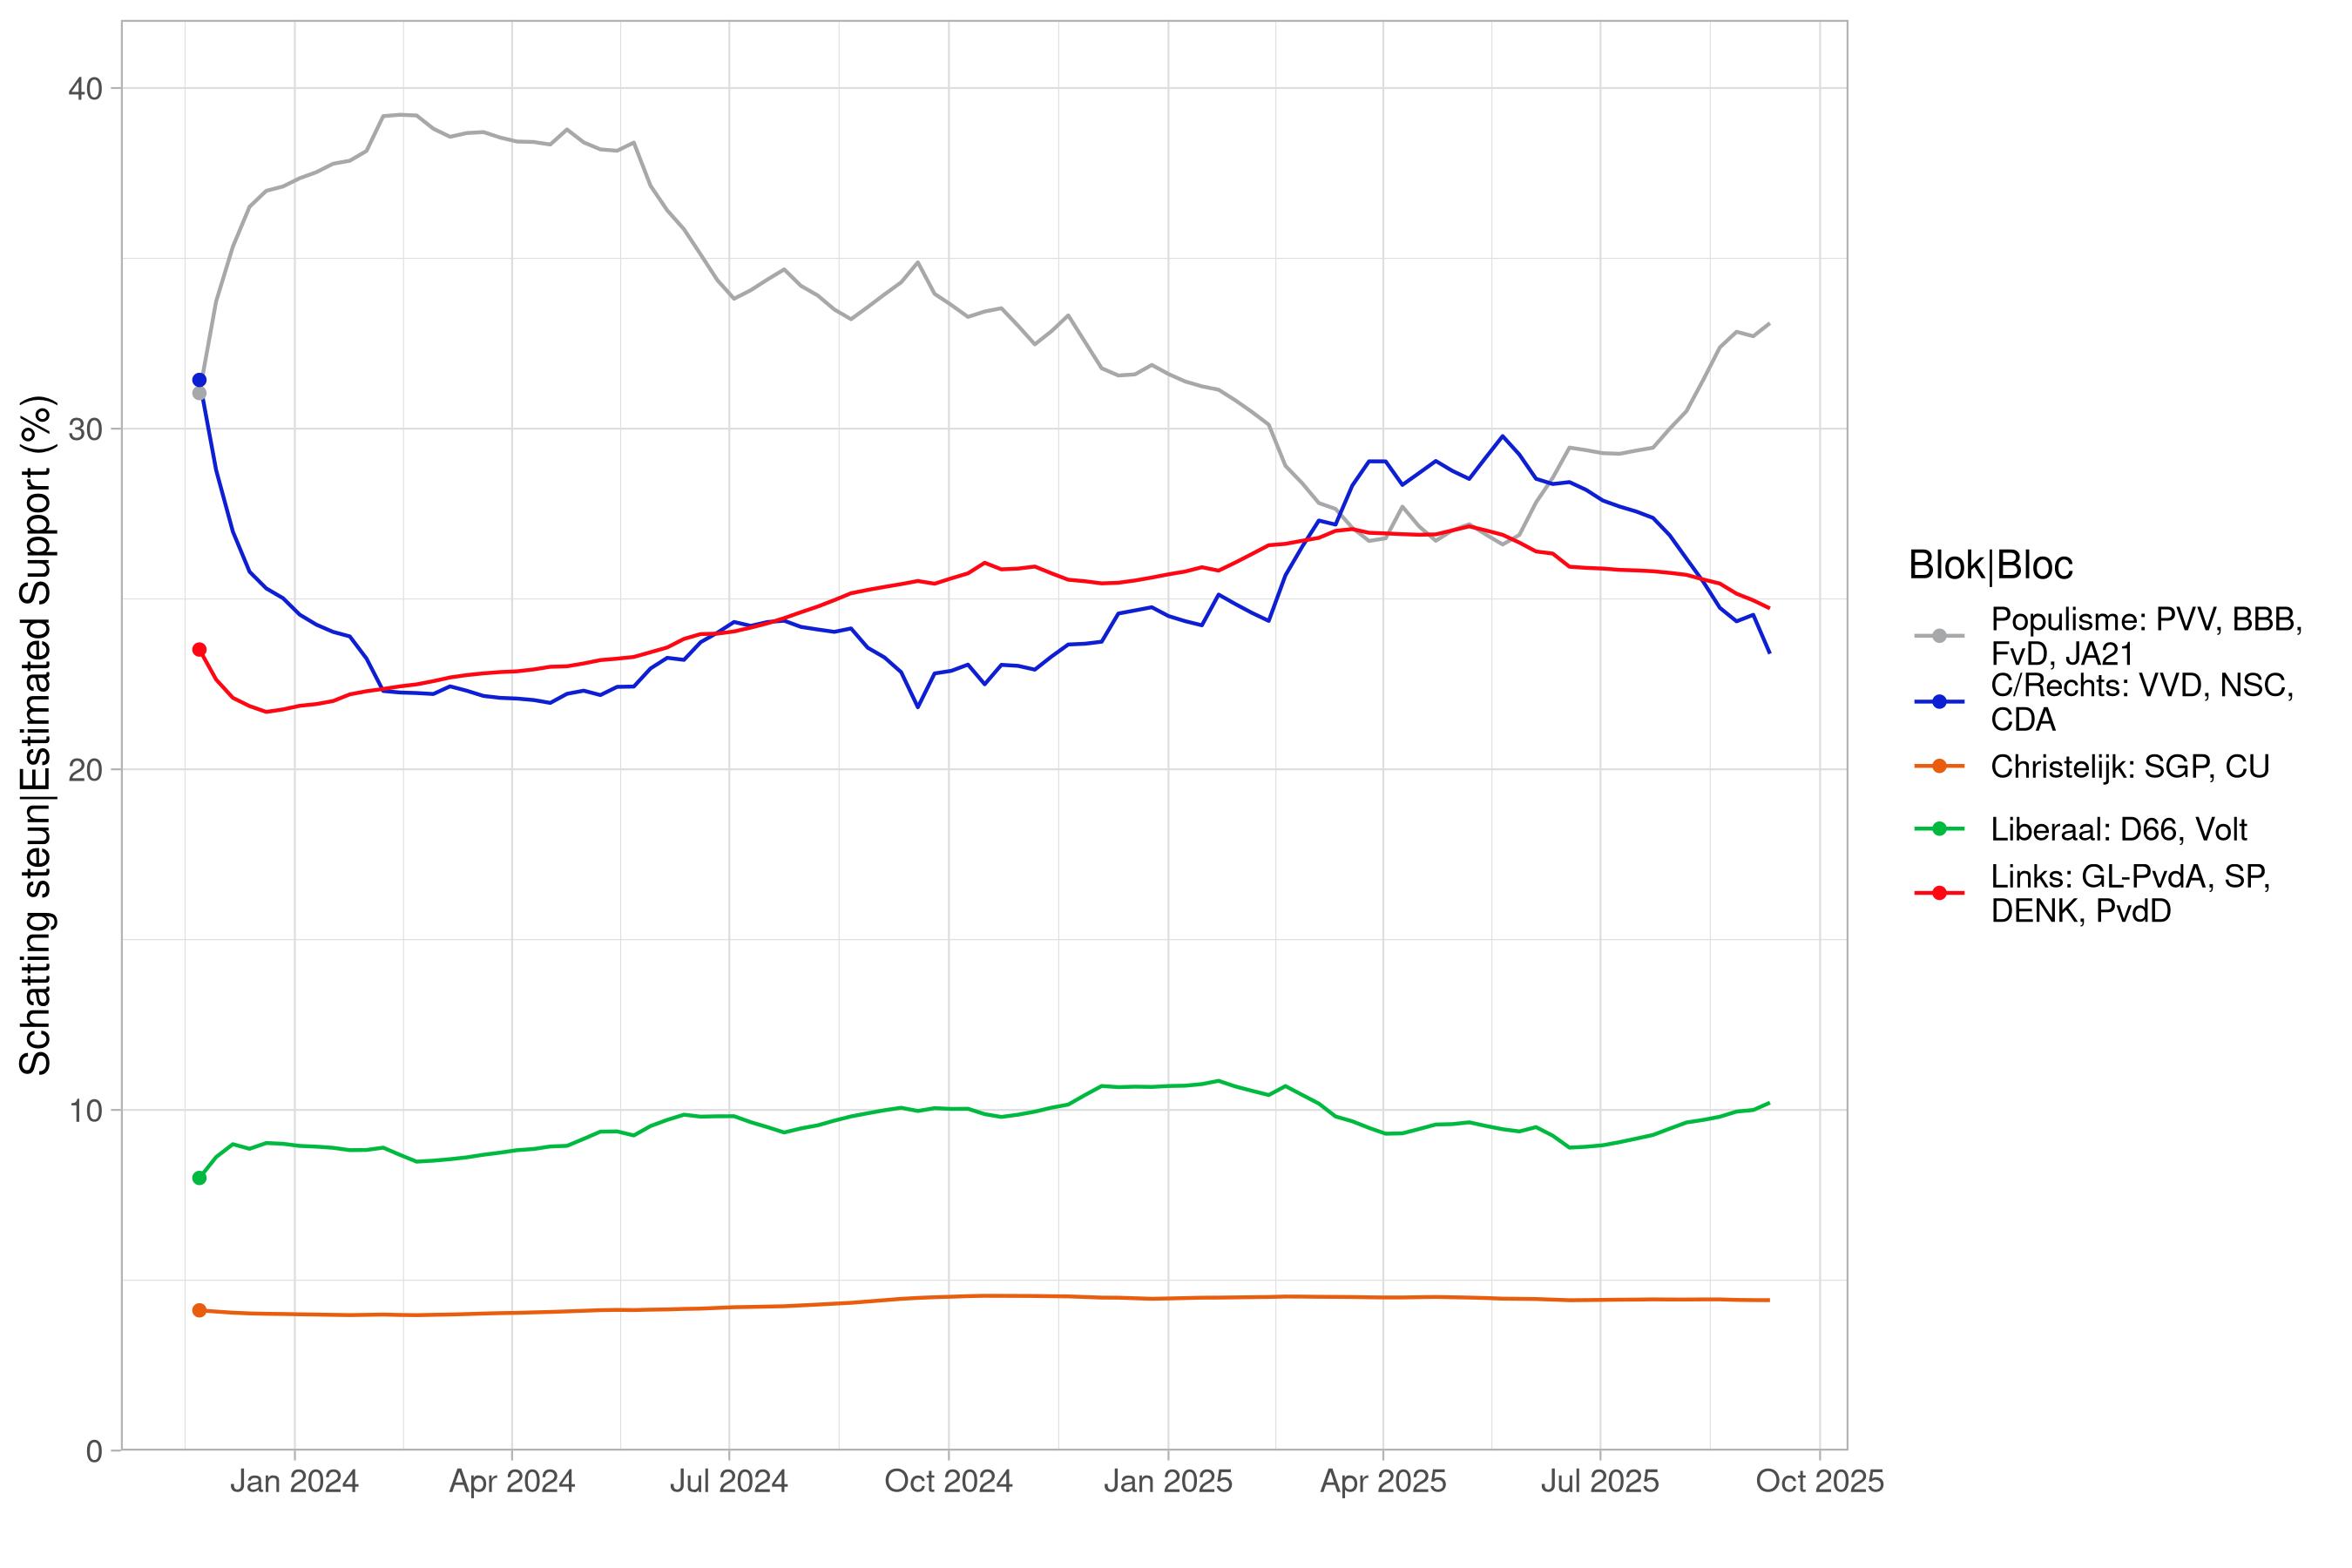 Schatting steun|Estimated Support (%)
40
30
20
10
0
Jan 2024
Apr 2024
Jul 2024
Oct 2024
Jan 2025
Apr 2025
Jul 2025
Oct 2025
Blok|Bloc
Populisme: PVV, BBB,
FvD, JA21
C/Rechts: VVD, NSC,
CDA
Christelijk: SGP, CU
Liberaal: D66, Volt
Links: GL-PvdA, SP,
DENK, PvdD